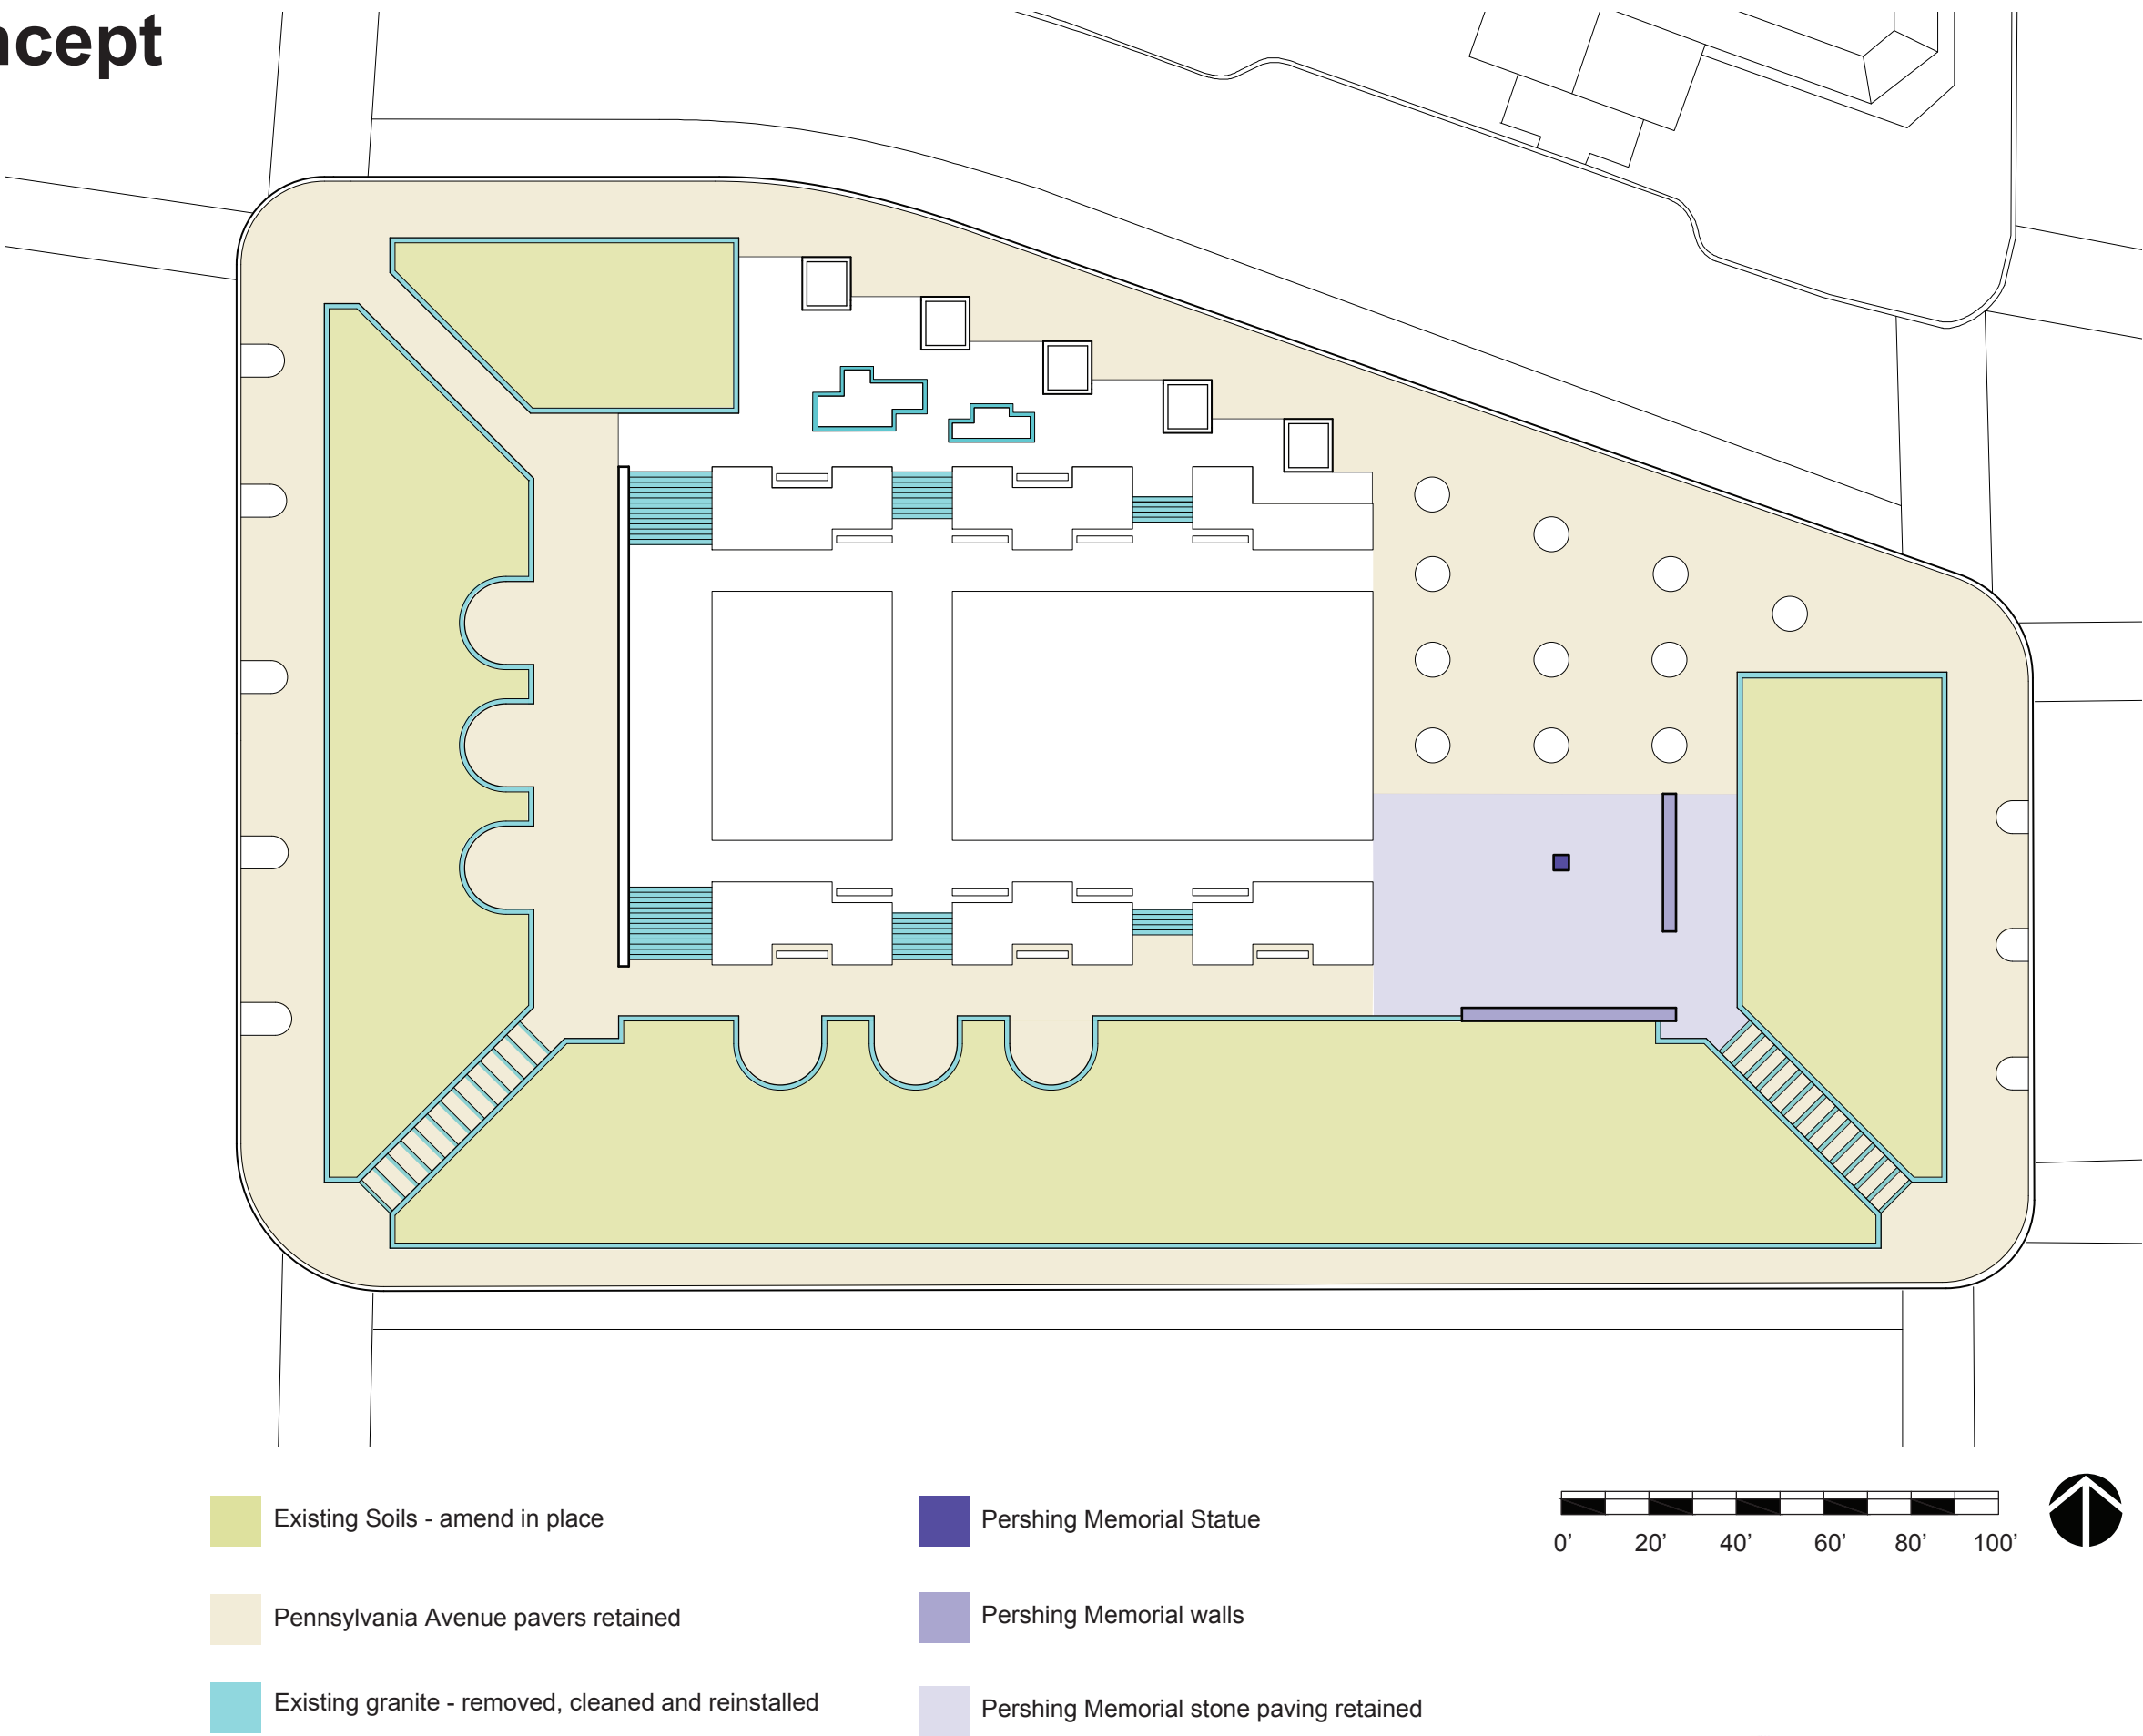 ncept
Existing Soils - amend in place
Pennsylvania Avenue pavers retained
Existing granite - removed, cleaned and reinstalled
Pershing Memorial Statue
Pershing Memorial walls
Pershing Memorial stone paving retained
0’ 20’ 40’ 60’ 80’ 100’